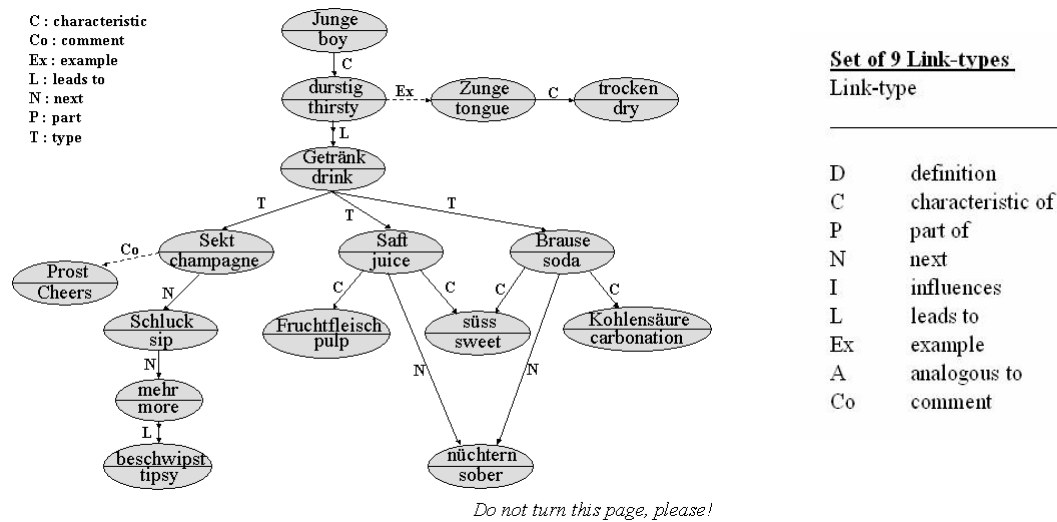 C : characteristic
Co : comment
Ex : example
L : leads to
N : next
P : part
T : type
Junge
boy
C
durstig
thirsty
Ex
Zunge
tongue
C
trocken
dry
L
Getränk
drink
T
T
T
Sekt
champagne
Saft
juice
Brause
soda
Co
Prost
Cheers
N
C
C
C
C
Schluck
sip
Fruchtfleisch
pulp
süss
sweet
Kohlensäure
carbonation
N
N
N
mehr
more
L
beschwipst
tipsy
nüchtern
sober
Do not turn this page, please!
Set of 9 Link-types
Link-type
D definition
C characteristic of
P part of
N next
I influences
L leads to
Ex example
A analogous to
Co comment